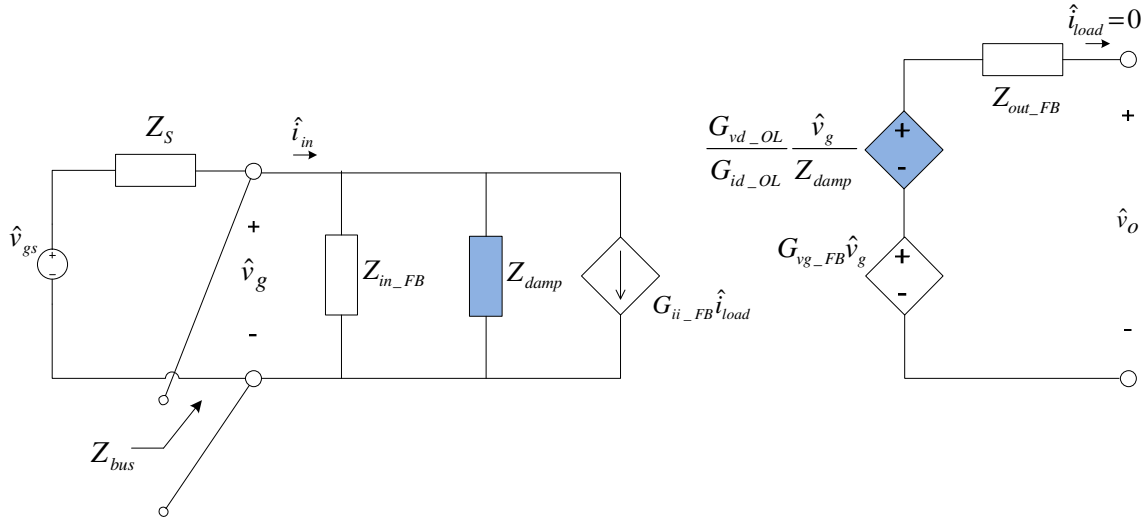 Z_S
î_in
v̂_gs
+
-
+
v̂_g
-
Z_in_FB
Z_damp
G_ii_FB î_load
Z_bus
î_load = 0
Z_out_FB
G_vd_OL / G_id_OL v̂_g / Z_damp
+
-
G_vg_FB v̂_g
+
-
+
v̂_o
-